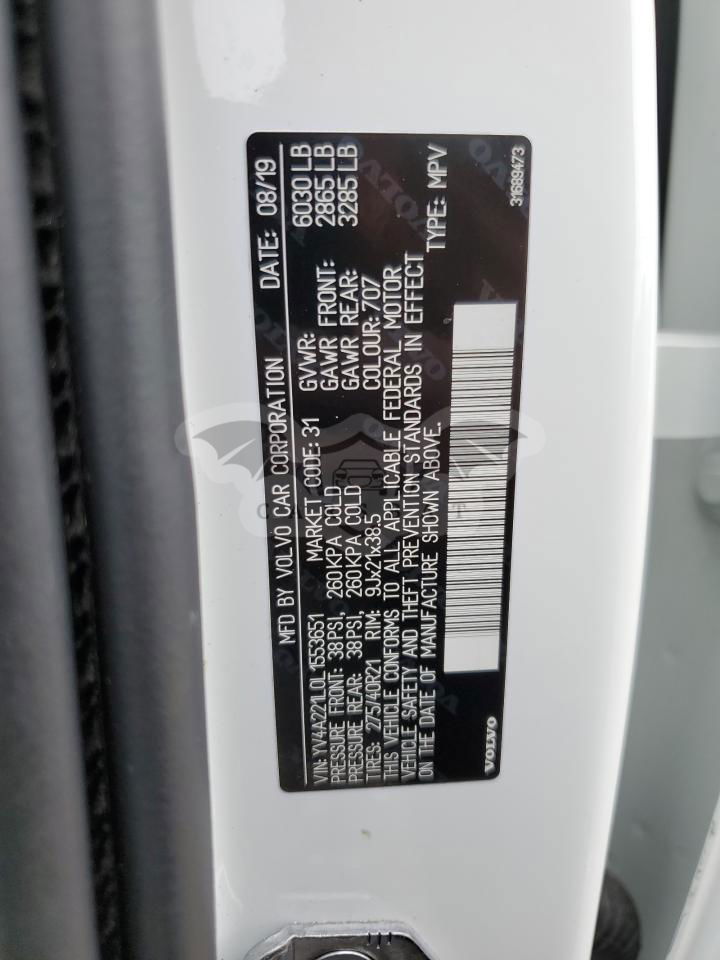 MFD BY VOLVO CAR CORPORATION DATE: 08/19
VIN: YV4A221L0L1553651 MARKET CODE: 31 GVWR: 6030 LB
PRESSURE FRONT: 38PSI, 260KPA COLD GAWR FRONT: 2865 LB
PRESSURE REAR: 38PSI, 260KPA COLD GAWR REAR: 3285 LB
TIRES: 275/40R21 RIM: 9Jx21x38.5 COLOUR: 707
THIS VEHICLE CONFORMS TO ALL APPLICABLE FEDERAL MOTOR
VEHICLE SAFETY AND THEFT PREVENTION STANDARDS IN EFFECT
ON THE DATE OF MANUFACTURE SHOWN ABOVE. TYPE: MPV
VOLVO 31689473